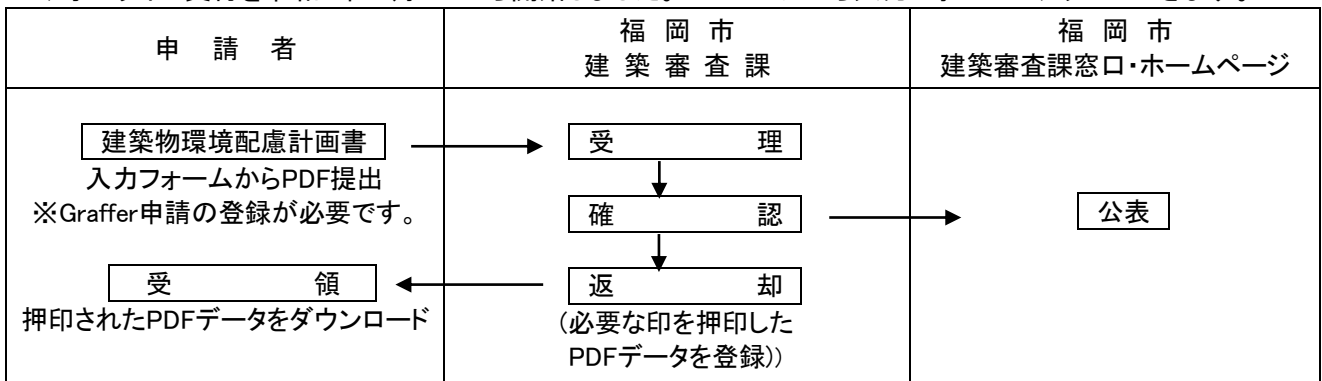 申 請 者
福 岡 市
建 築 審 査 課
福 岡 市
建築審査課窓口・ホームページ
建築物環境配慮計画書
入力フォームからPDF提出
※Graffer申請の登録が必要です。
受 領
押印されたPDFデータをダウンロード
受 理
確 認
返 却
(必要な印を押印した
PDFデータを登録))
公表